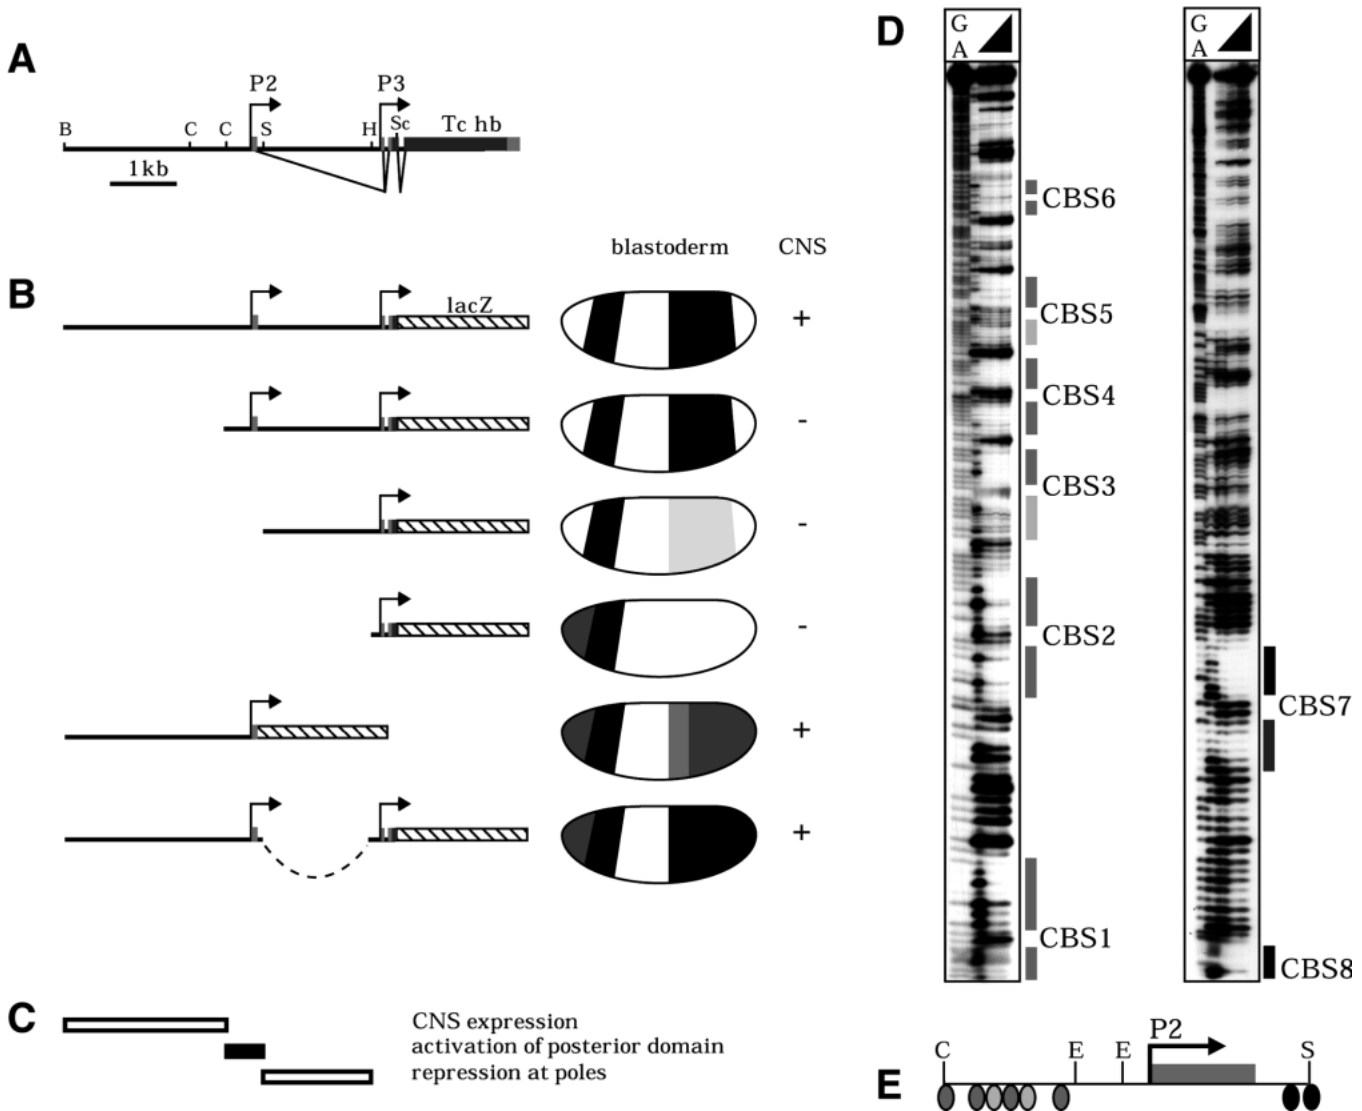 A
P2
P3
B C C S H Sc Tc hb
1kb
blastoderm CNS
B
lacZ
+
-
-
-
+
+
C
CNS expression
activation of posterior domain
repression at poles
D
G
A
CBS6
CBS5
CBS4
CBS3
CBS2
CBS1
G
A
CBS7
CBS8
E
P2
C E E S